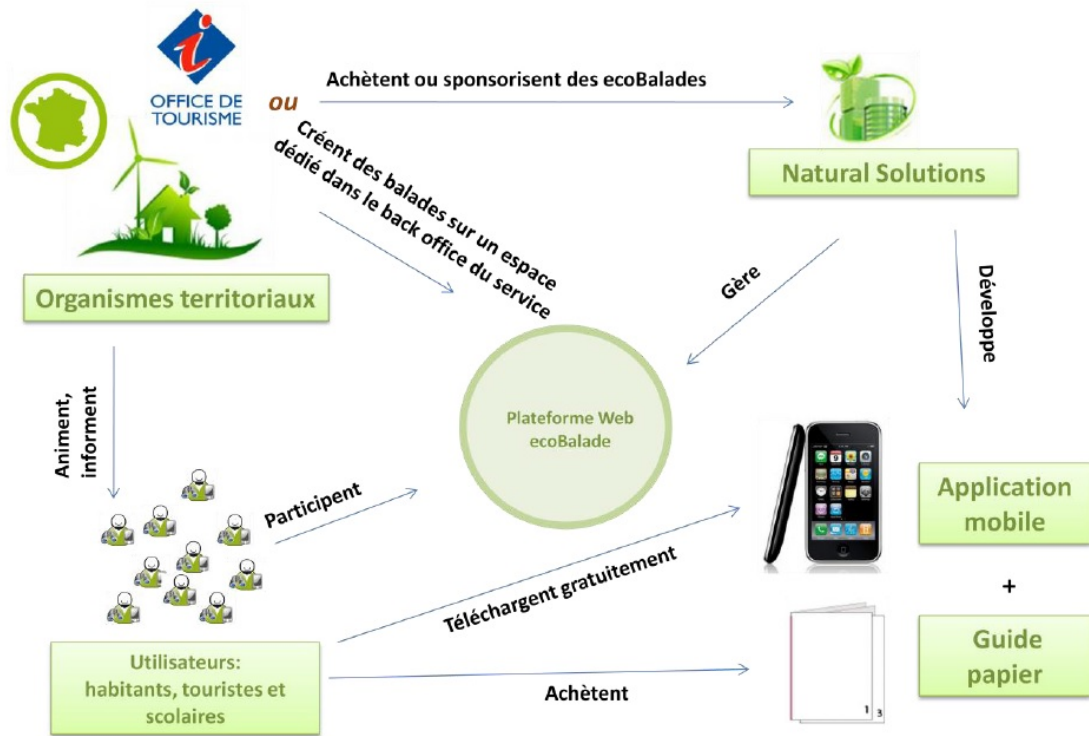 OFFICE DE
TOURISME
ou
Achètent ou sponsorisent des ecoBalades
Natural Solutions
Créent des balades sur un espace
dédié dans le back office du service
Organismes territoriaux
Gère
Développe
Animent,
informent
Plateforme Web
ecoBalade
Participent
Application
mobile
Téléchargent gratuitement
+
Utilisateurs:
habitants, touristes et
scolaires
Achètent
1
3
Guide
papier